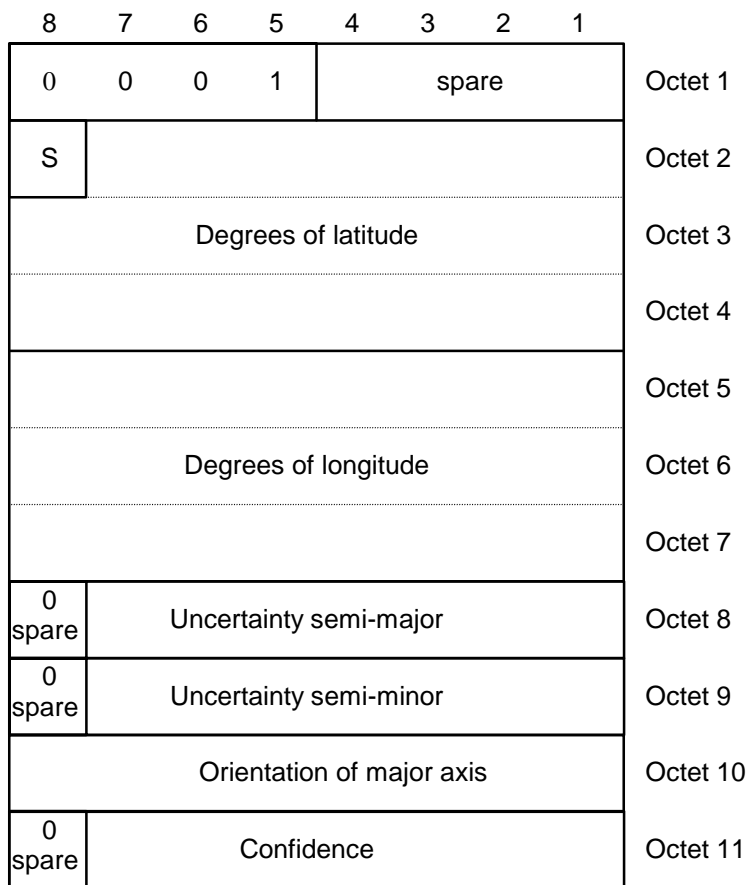 8 7 6 5 4 3 2 1
0 0 0 1 spare Octet 1
S Octet 2
Degrees of latitude Octet 3
Octet 4
Octet 5
Degrees of longitude Octet 6
Octet 7
0
spare Uncertainty semi-major Octet 8
0
spare Uncertainty semi-minor Octet 9
Orientation of major axis Octet 10
0
spare Confidence Octet 11